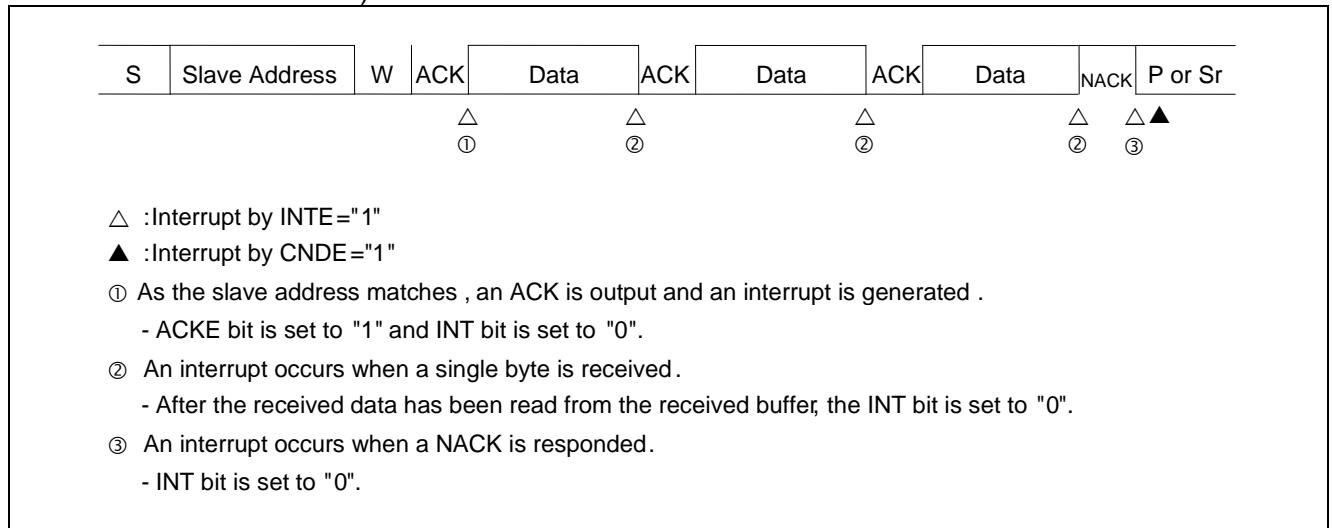 S Slave Address W ACK Data ACK Data ACK Data NACK P or Sr
△ △ △ △ △ ▲
① ② ② ② ③
△ :Interrupt by INTE="1"
▲ :Interrupt by CNDE="1"
① As the slave address matches , an ACK is output and an interrupt is generated .
- ACKE bit is set to "1" and INT bit is set to "0".
② An interrupt occurs when a single byte is received .
- After the received data has been read from the received buffer, the INT bit is set to "0".
③ An interrupt occurs when a NACK is responded.
- INT bit is set to "0".